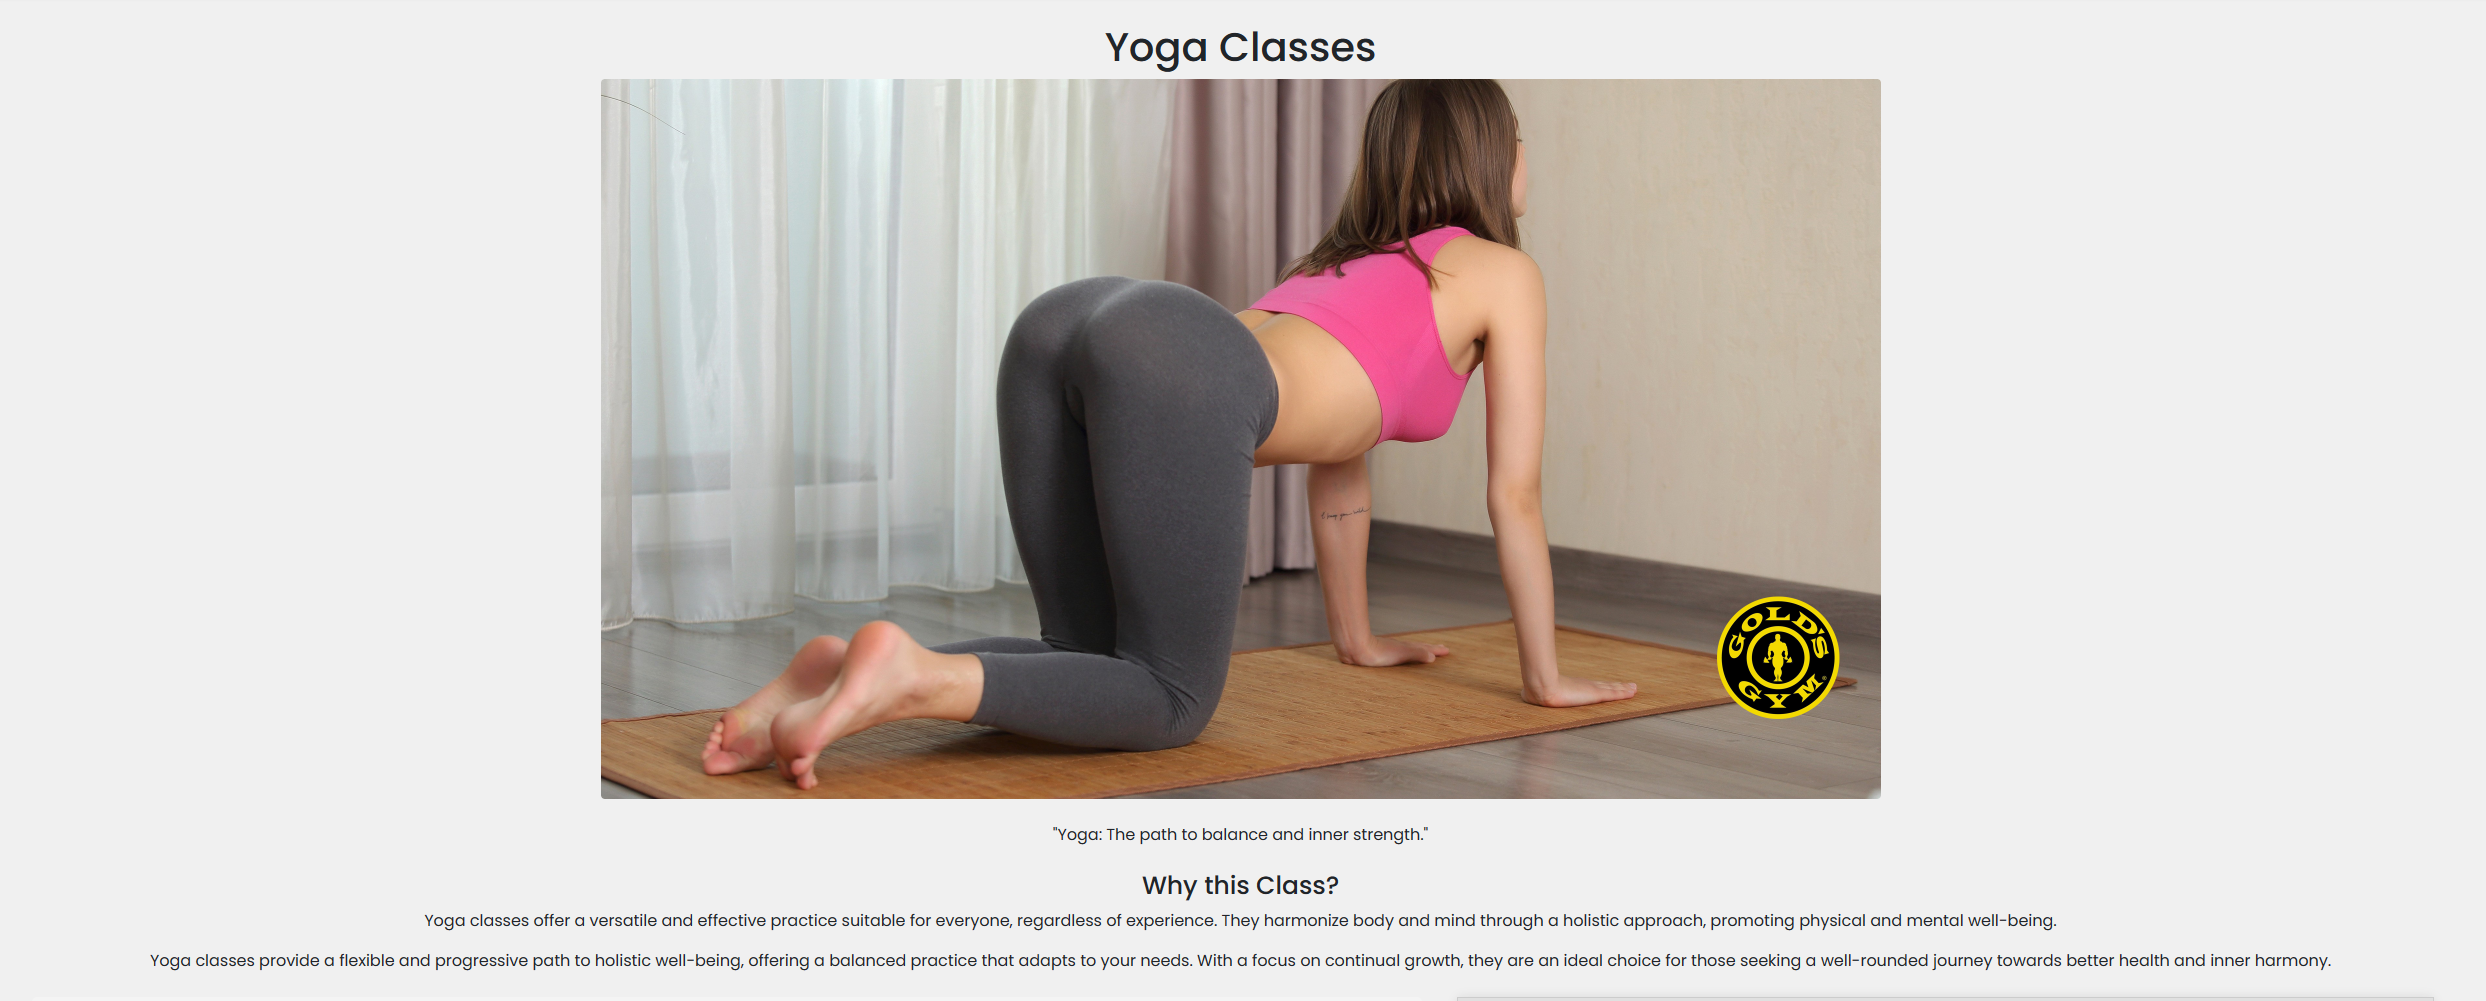 Yoga Classes
GOLD'S
GYM
"Yoga: The path to balance and inner strength."
Why this Class?
Yoga classes offer a versatile and effective practice suitable for everyone, regardless of experience. They harmonize body and mind through a holistic approach, promoting physical and mental well-being.
Yoga classes provide a flexible and progressive path to holistic well-being, offering a balanced practice that adapts to your needs. With a focus on continual growth, they are an ideal choice for those seeking a well-rounded journey towards better health and inner harmony.